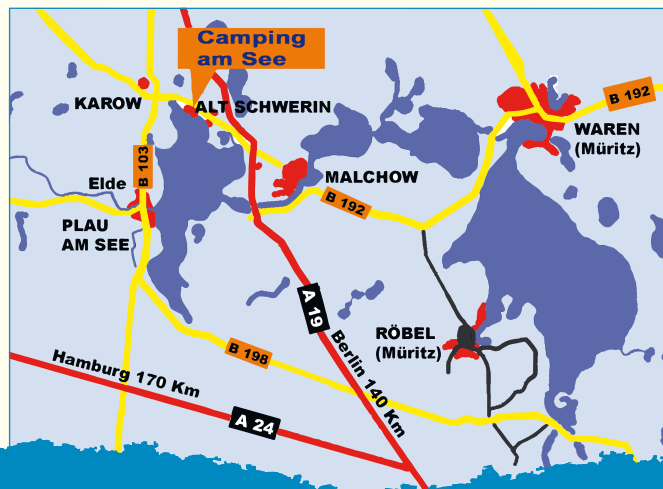 Camping
am See
B 192
KAROW
ALT SCHWERIN
WAREN
(Müritz)
B 103
Elde
MALCHOW
B 192
PLAU
AM SEE
A 19
RÖBEL
(Müritz)
B 198
Berlin 140 Km
Hamburg 170 Km
A 24